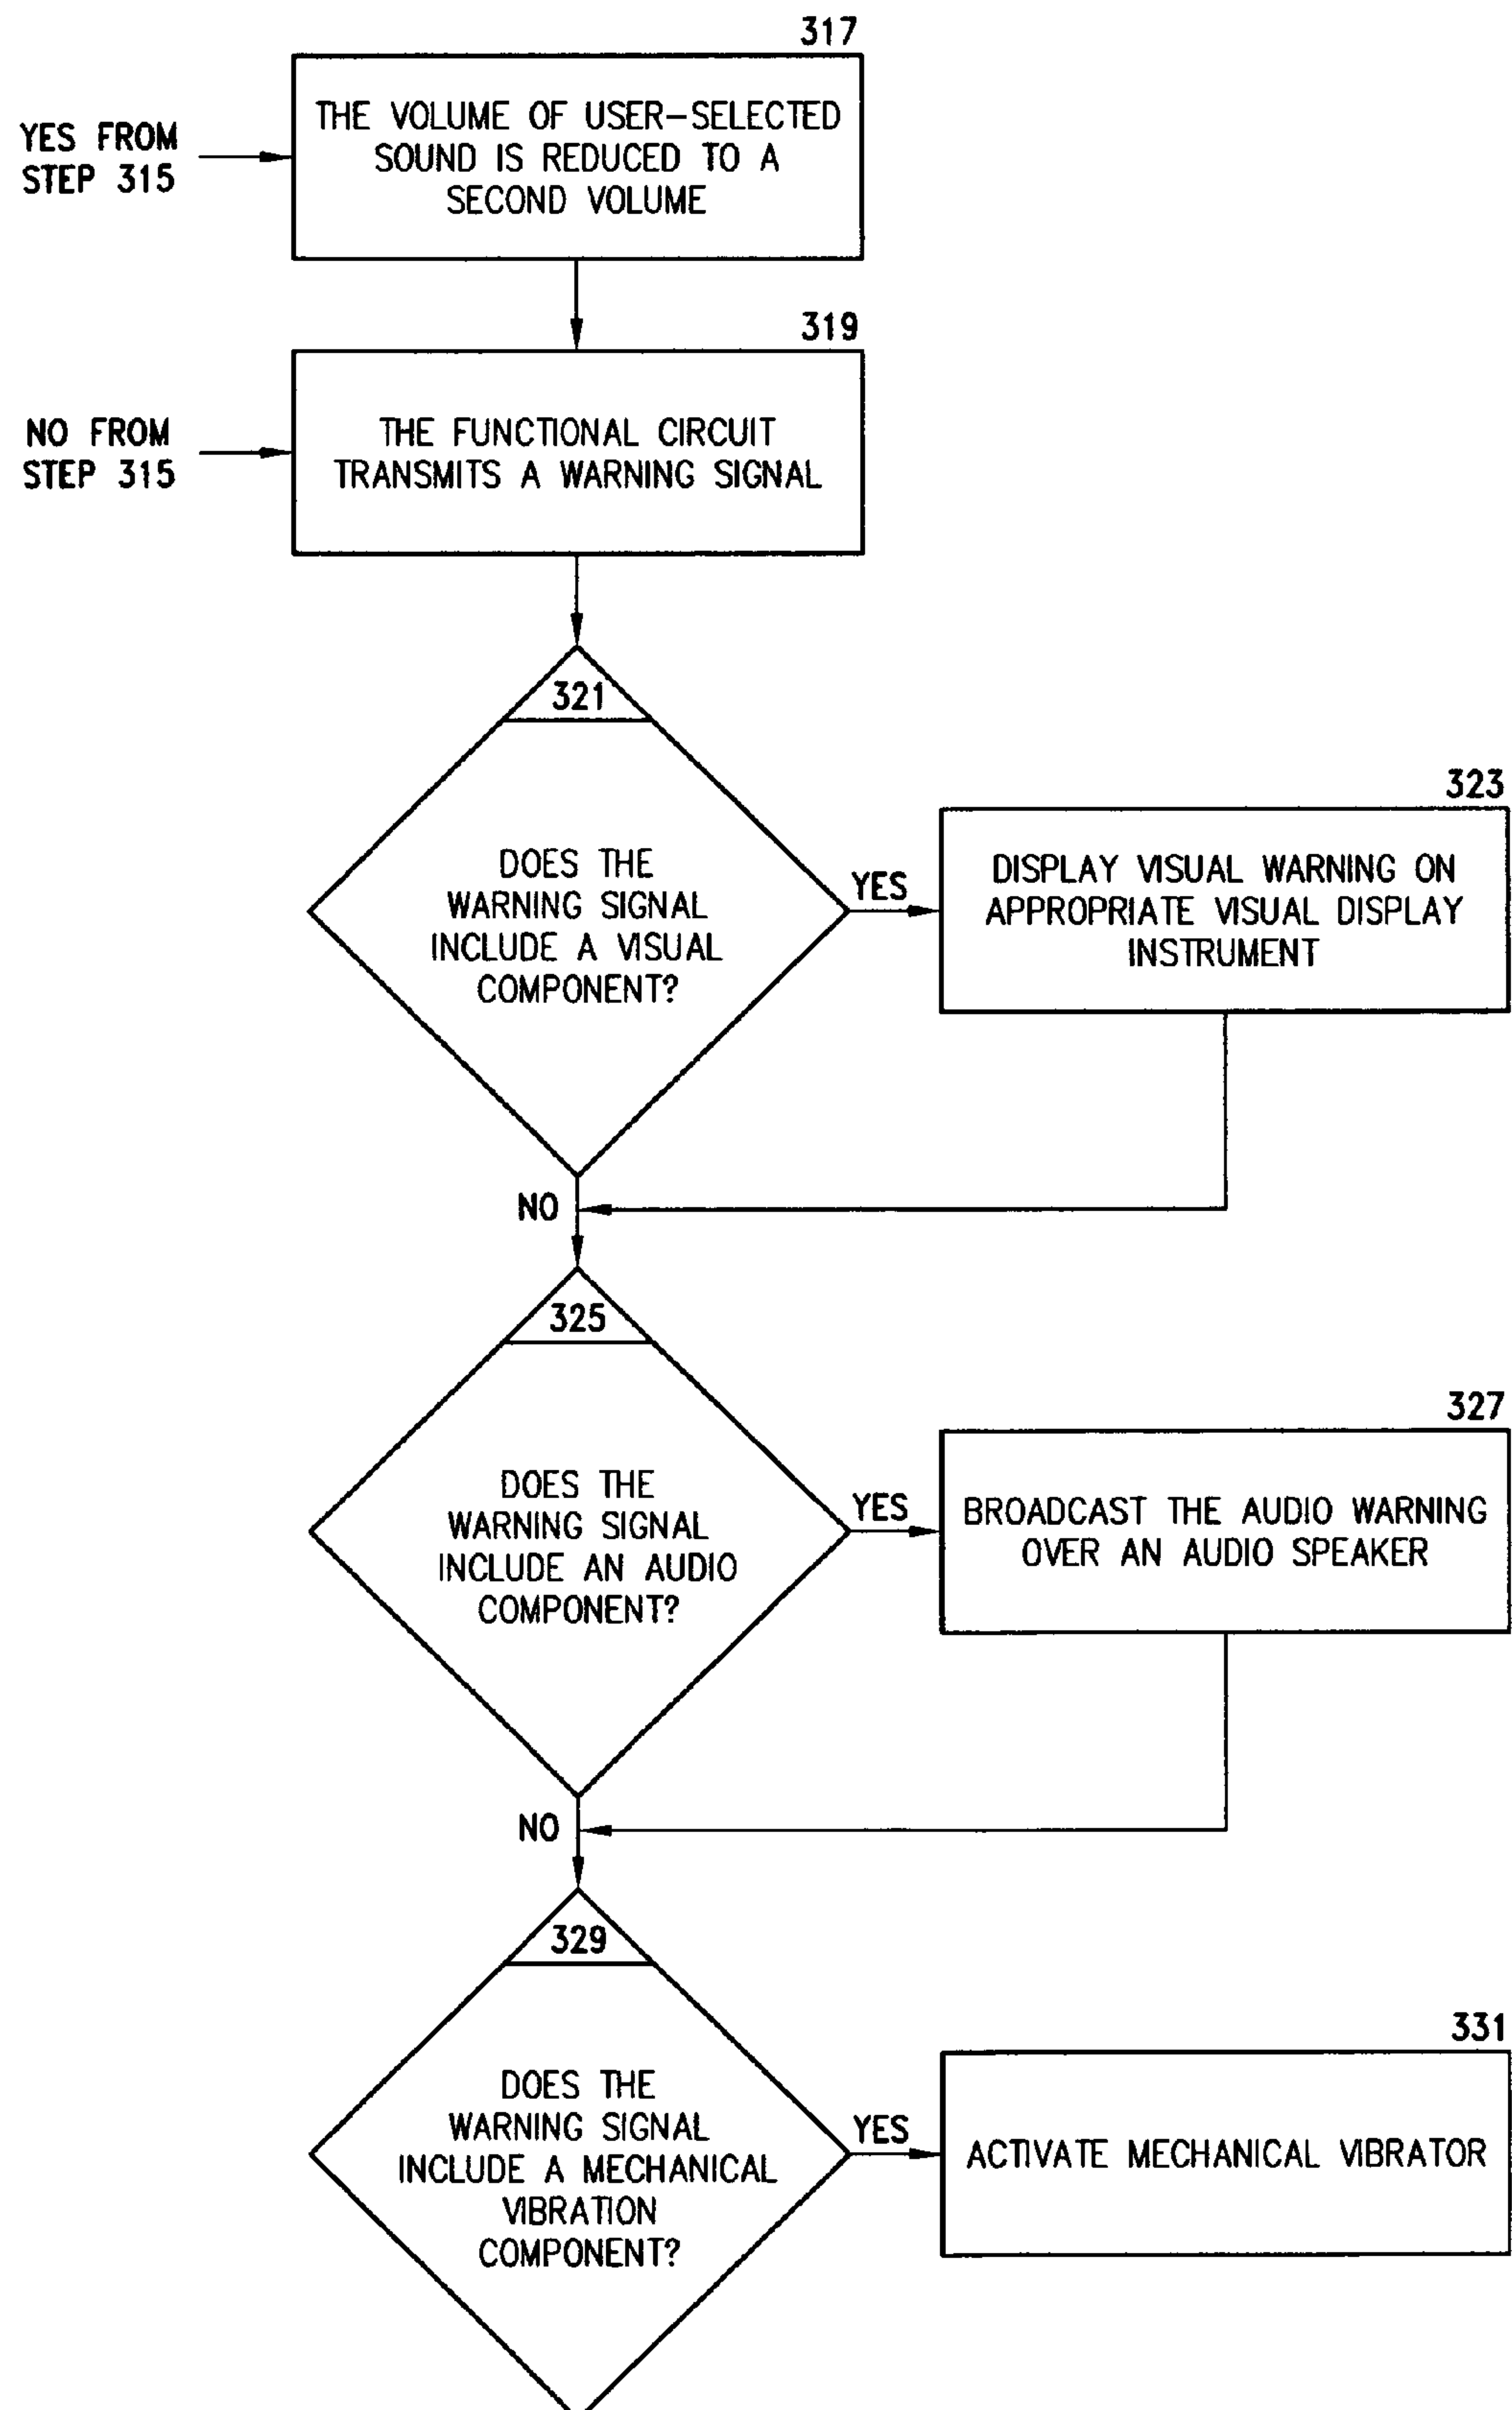 317
THE VOLUME OF USER-SELECTED
SOUND IS REDUCED TO A
SECOND VOLUME
YES FROM
STEP 315
319
THE FUNCTIONAL CIRCUIT
TRANSMITS A WARNING SIGNAL
NO FROM
STEP 315
321
DOES THE
WARNING SIGNAL
INCLUDE A VISUAL
COMPONENT?
YES
323
DISPLAY VISUAL WARNING ON
APPROPRIATE VISUAL DISPLAY
INSTRUMENT
NO
325
DOES THE
WARNING SIGNAL
INCLUDE AN AUDIO
COMPONENT?
YES
327
BROADCAST THE AUDIO WARNING
OVER AN AUDIO SPEAKER
NO
329
DOES THE
WARNING SIGNAL
INCLUDE A MECHANICAL
VIBRATION
COMPONENT?
YES
331
ACTIVATE MECHANICAL VIBRATOR